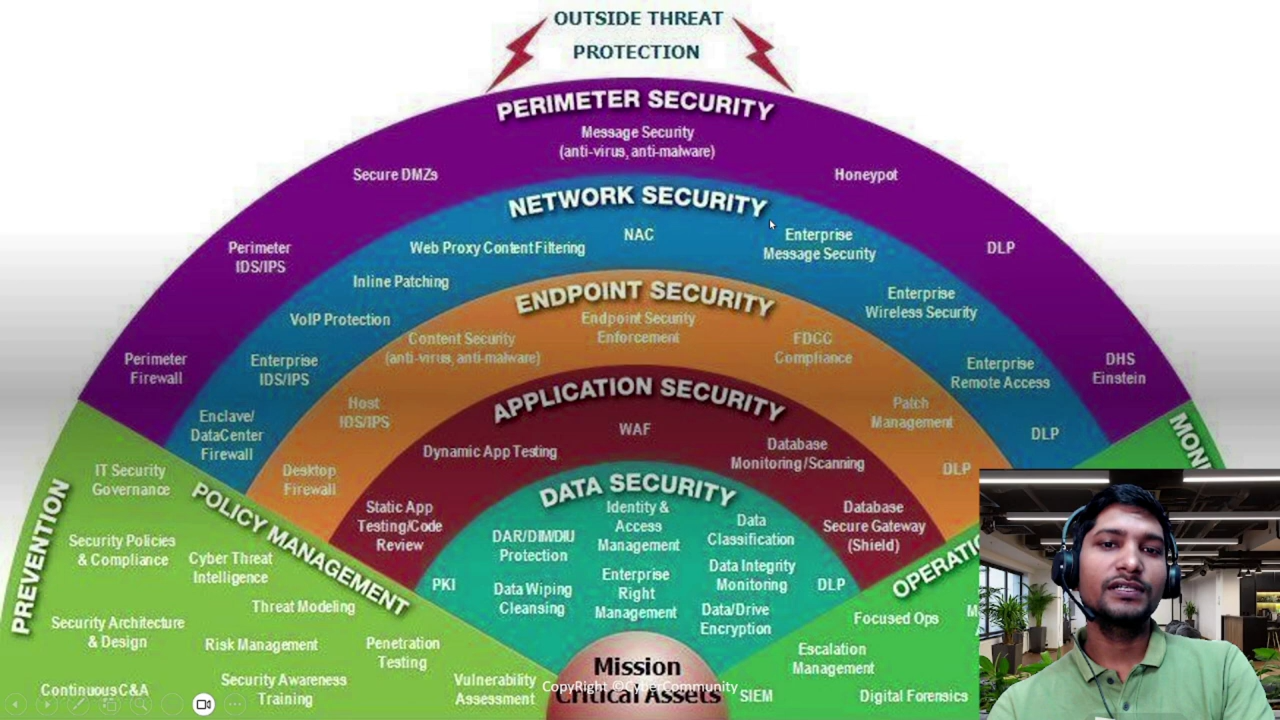 OUTSIDE THREAT
PROTECTION
PERIMETER SECURITY
Message Security
(anti-virus, anti-malware)
Secure DMZs
Honeypot
Perimeter
IDS/IPS
DLP
Perimeter
Firewall
DHS
Einstein
NETWORK SECURITY
NAC
Web Proxy Content Filtering
Enterprise
Message Security
Inline Patching
Enterprise
Wireless Security
VoIP Protection
Enterprise
IDS/IPS
Enterprise
Remote Access
Enclave/
DataCenter
Firewall
DLP
ENDPOINT SECURITY
Endpoint Security
Enforcement
Content Security
(anti-virus, anti-malware)
FDCC
Compliance
Host
IDS/IPS
Patch
Management
Desktop
Firewall
DLP
APPLICATION SECURITY
WAF
Dynamic App Testing
Database
Monitoring/Scanning
Static App
Testing/Code
Review
Database
Secure Gateway
(Shield)
DATA SECURITY
Identity &
Access
Management
DAR/DIM/DIU
Protection
Data
Classification
PKI
Data Wiping
Cleansing
Enterprise
Right
Management
Data Integrity
Monitoring
DLP
Data/Drive
Encryption
PREVENTION
IT Security
Governance
POLICY MANAGEMENT
Security Policies
& Compliance
Cyber Threat
Intelligence
Threat Modeling
Security Architecture
& Design
Risk Management
Penetration
Testing
Continuous C&A
Security Awareness
Training
Vulnerability
Assessment
Mission
Critical Assets
CopyRight ©CyberCommunity
Focused Ops
Escalation
Management
SIEM
Digital Forensics